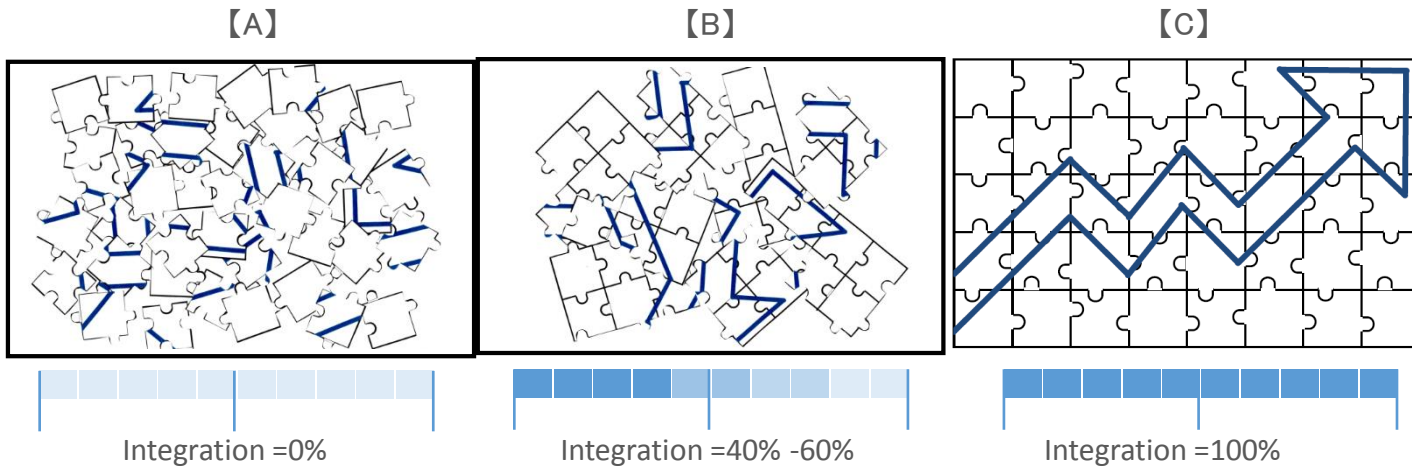 【A】
【B】
【C】
Integration =0%
Integration =40% -60%
Integration =100%